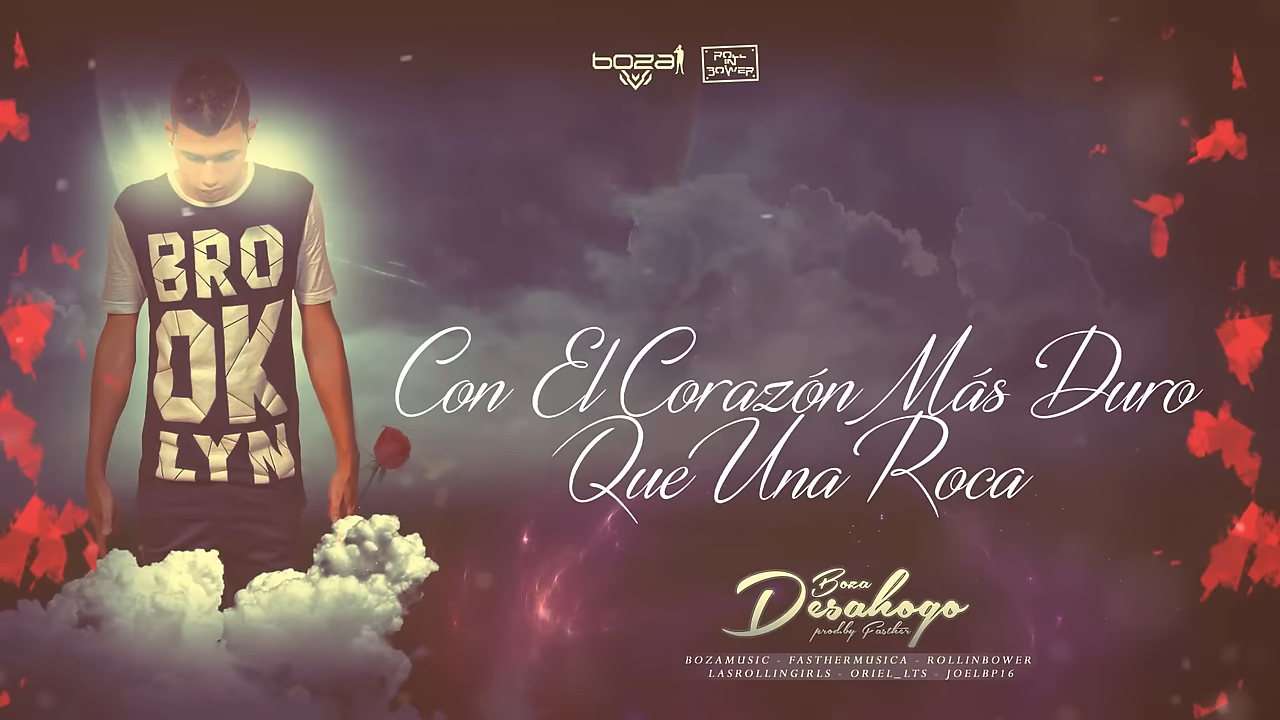 boza
ROLL
IN
BOWER
BRO
OK
LYN
Con El Corazón Más Duro
Que Una Roca
Boza
Desahogo
prod.by Fasther
BOZAMUSIC - FASTHERMUSICA - ROLLINBOWER
LASROLLINGIRLS - ORIEL_LTS - JOELBP16